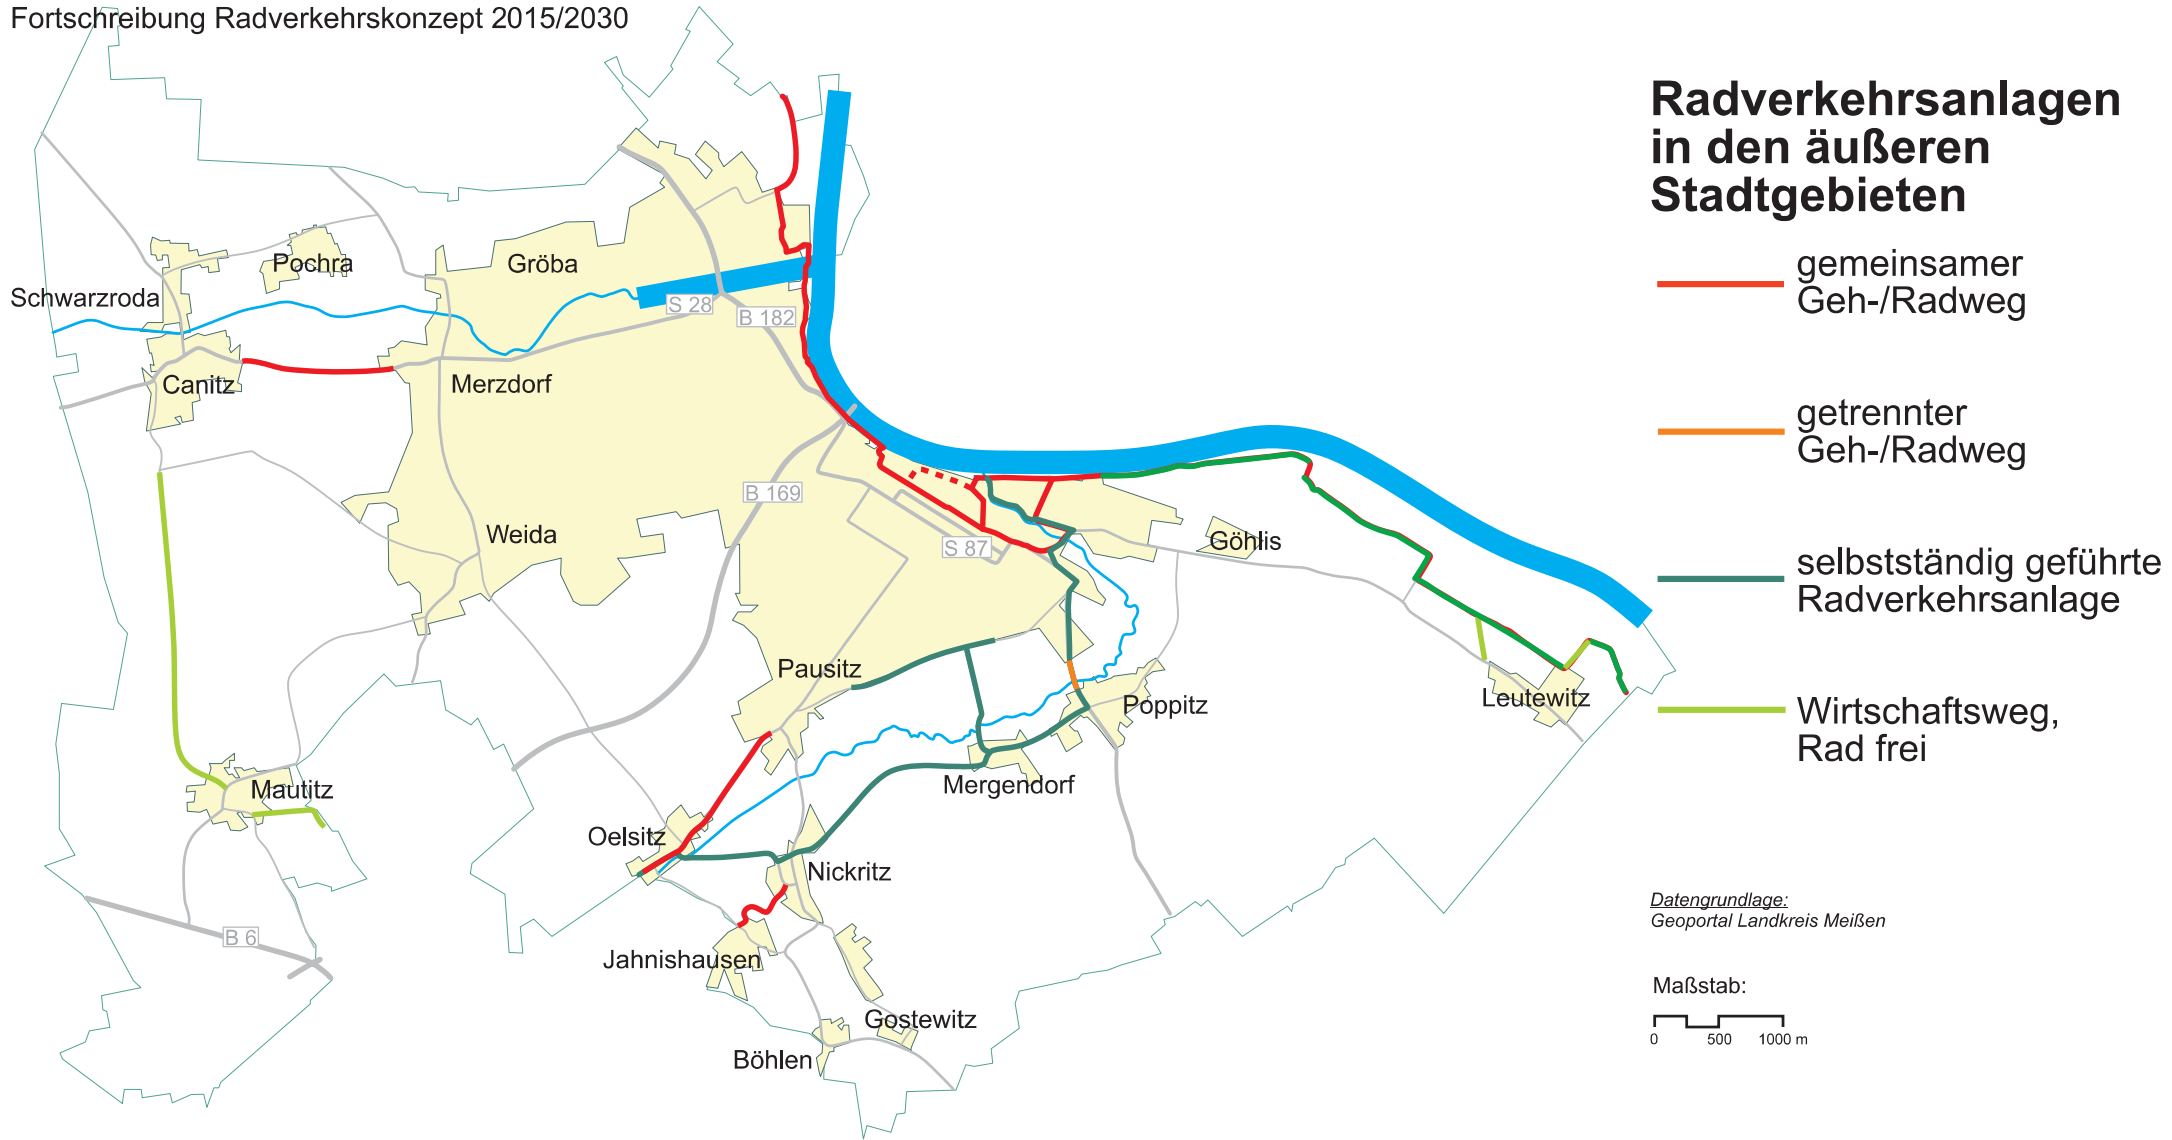 Fortschreibung Radverkehrskonzept 2015/2030
Radverkehrsanlagen
in den äußeren
Stadtgebieten
gemeinsamer
Geh-/Radweg
getrennter
Geh-/Radweg
selbstständig geführte
Radverkehrsanlage
Wirtschaftsweg,
Rad frei
Datengrundlage:
Geoportal Landkreis Meißen
Maßstab:
0 500 1000 m
Pochra
Gröba
Schwarzroda
S 28
B 182
Canitz
Merzdorf
B 169
Weida
S 87
Göhlis
Pausitz
Poppitz
Leutewitz
Mautitz
Mergendorf
Oelsitz
Nickritz
B 6
Jahnishausen
Gostewitz
Böhlen